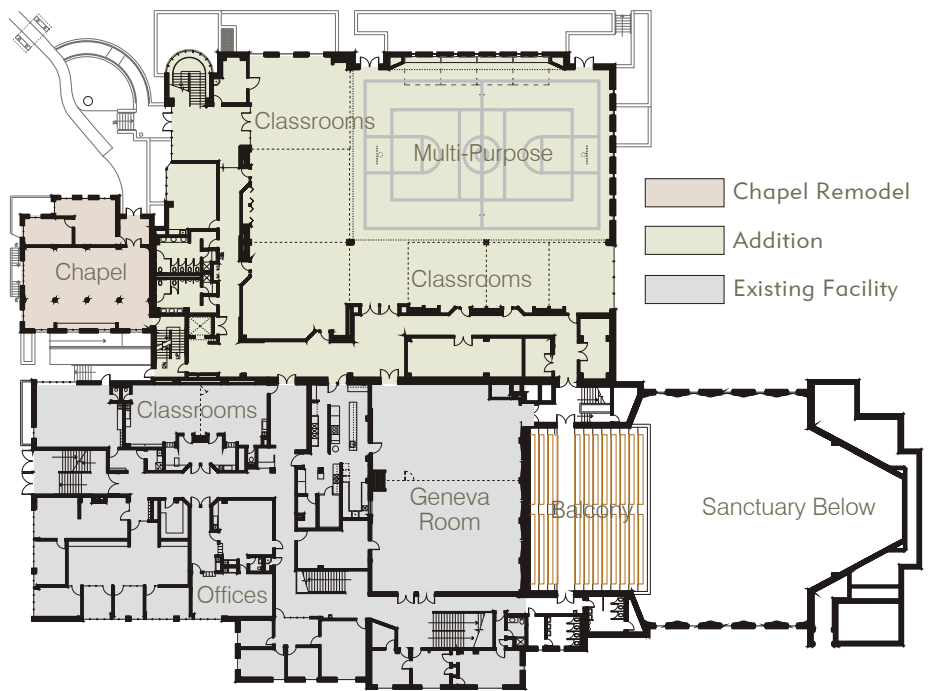 Classrooms
Multi-Purpose
Chapel Remodel
Addition
Chapel
Classrooms
Existing Facility
Classrooms
Geneva
Room
Balcony
Sanctuary Below
Offices